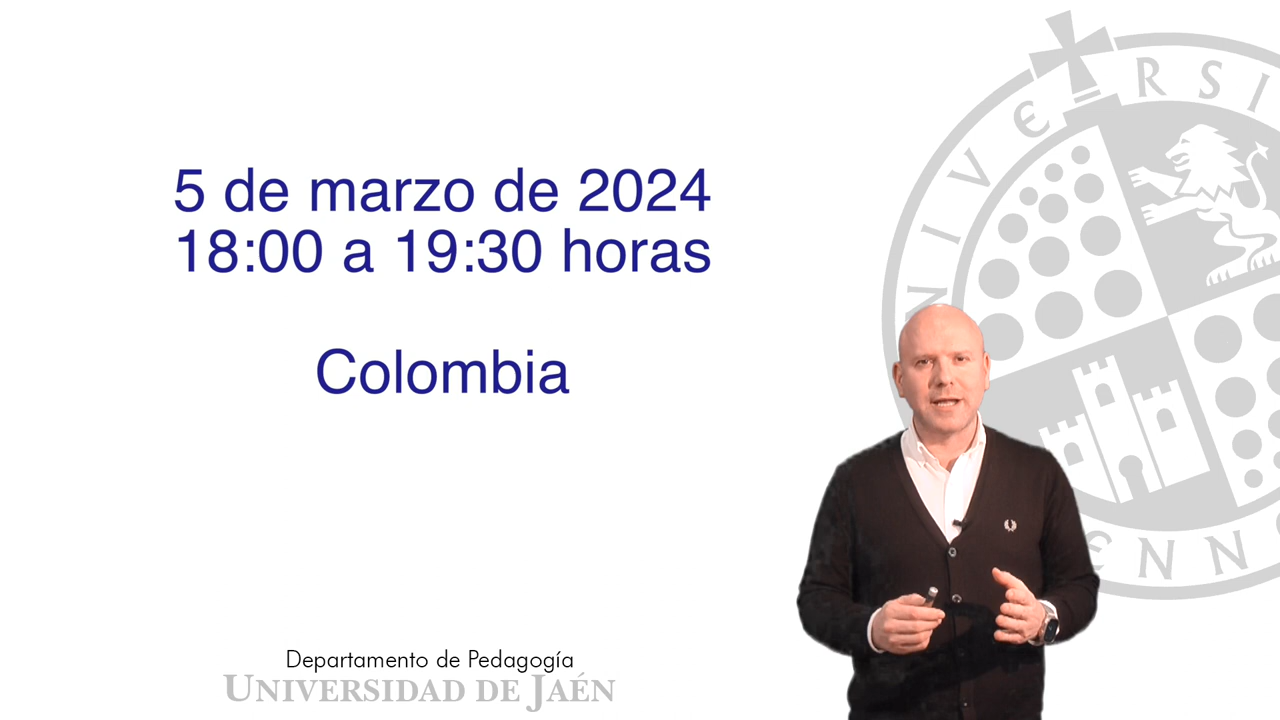 5 de marzo de 2024
18:00 a 19:30 horas
Colombia
Departamento de Pedagogía
UNIVERSIDAD DE JAÉN